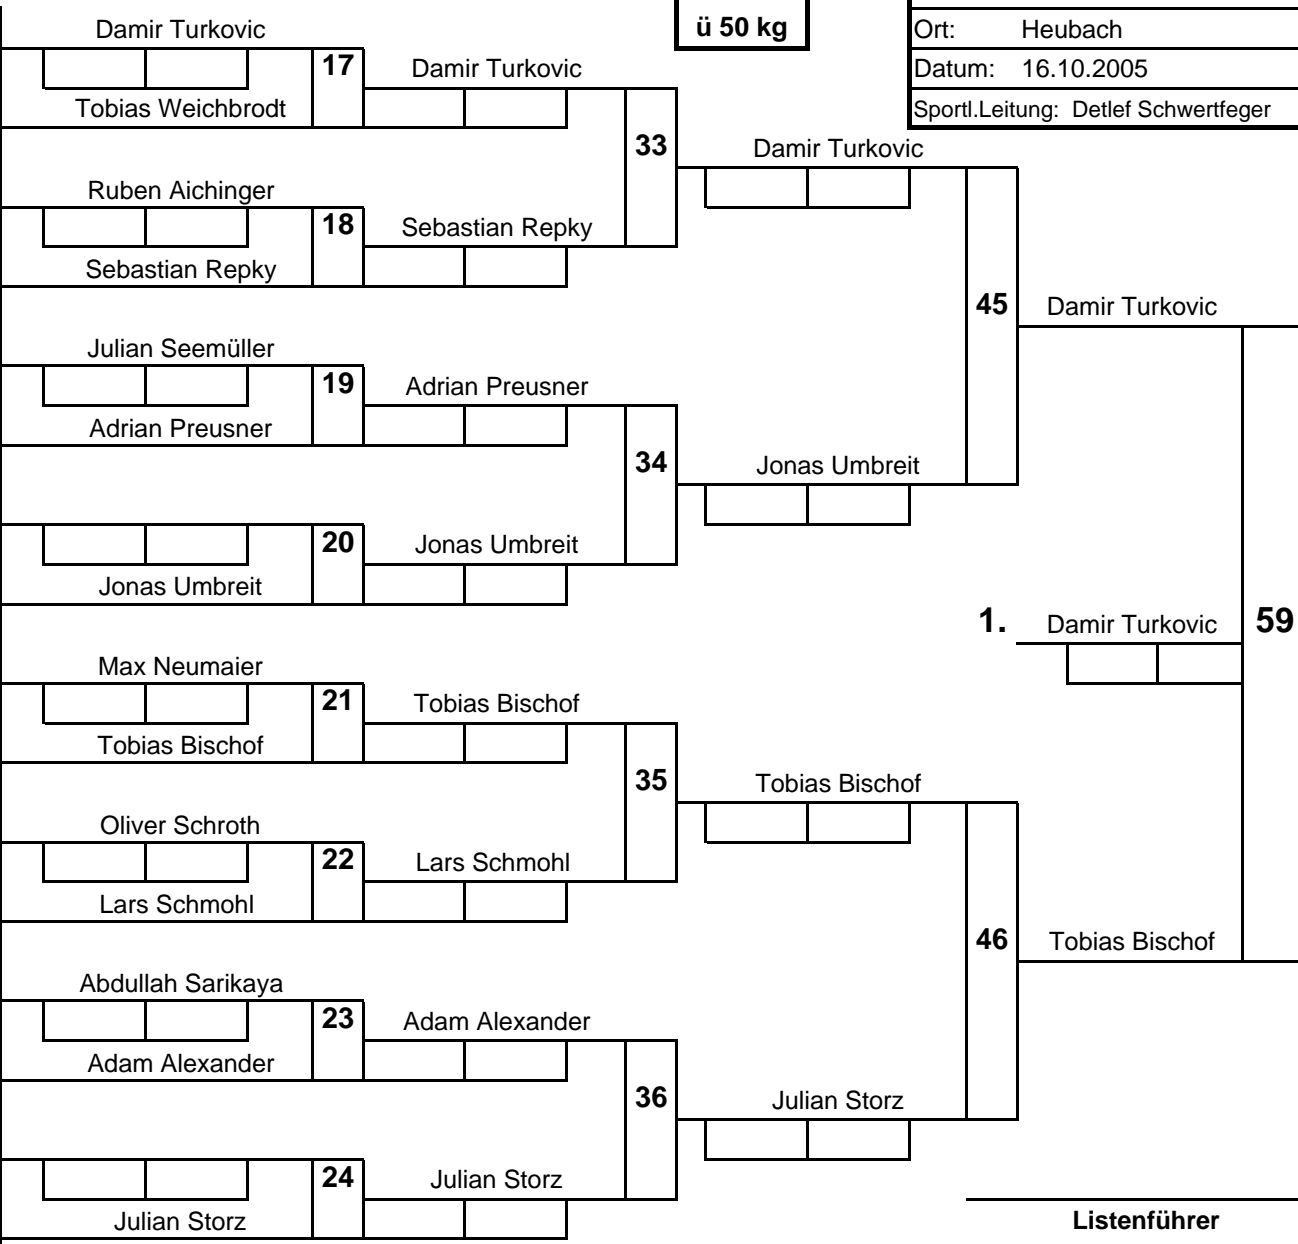 ü 50 kg
Ort: Heubach
Datum: 16.10.2005
Sportl.Leitung: Detlef Schwertfeger
Damir Turkovic
17
Tobias Weichbrodt
Ruben Aichinger
18
Sebastian Repky
Julian Seemüller
19
Adrian Preusner
20
Jonas Umbreit
Max Neumaier
21
Tobias Bischof
Oliver Schroth
22
Lars Schmohl
Abdullah Sarikaya
23
Adam Alexander
24
Julian Storz
Damir Turkovic
33
Sebastian Repky
Adrian Preusner
34
Jonas Umbreit
Tobias Bischof
35
Lars Schmohl
Adam Alexander
36
Julian Storz
Damir Turkovic
45
Jonas Umbreit
Tobias Bischof
46
Julian Storz
Damir Turkovic
1. Damir Turkovic 59
Tobias Bischof
Listenführer